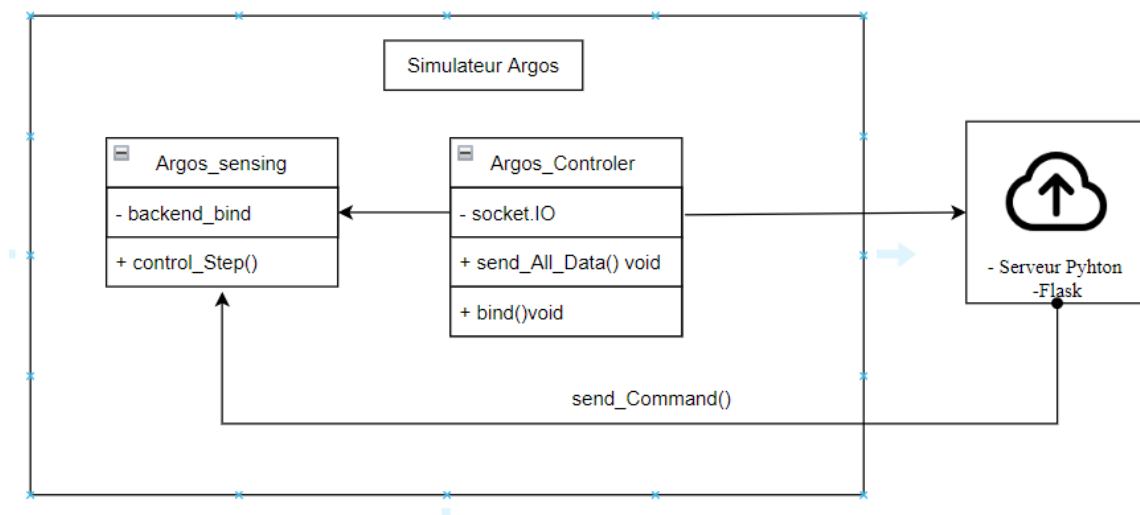 Simulateur Argos
Argos_sensing
- backend_bind
+ control_Step()
Argos_Controler
- socket.IO
+ send_All_Data() void
+ bind()void
- Serveur Pyhton
-Flask
send_Command()